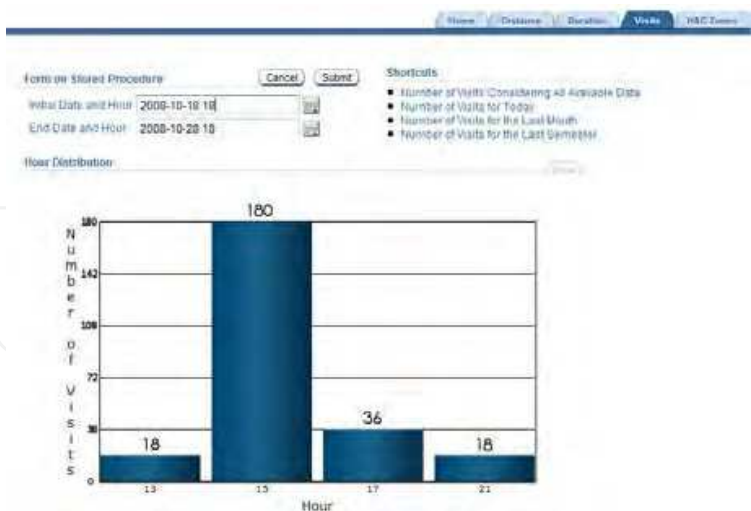 Home Distance Duration Visits H&C Zones
Form on Stored Procedure
Cancel Submit
Initial Date and Hour 2008-10-18 18
End Date and Hour 2008-10-28 18
Shortcuts
Number of Visits Considering All Available Data
Number of Visits for Today
Number of Visits for the Last Month
Number of Visits for the Last Semester
Hour Distribution
Number of Visits
180
142
108
72
36
0
18
180
36
18
13 15 17 21
Hour